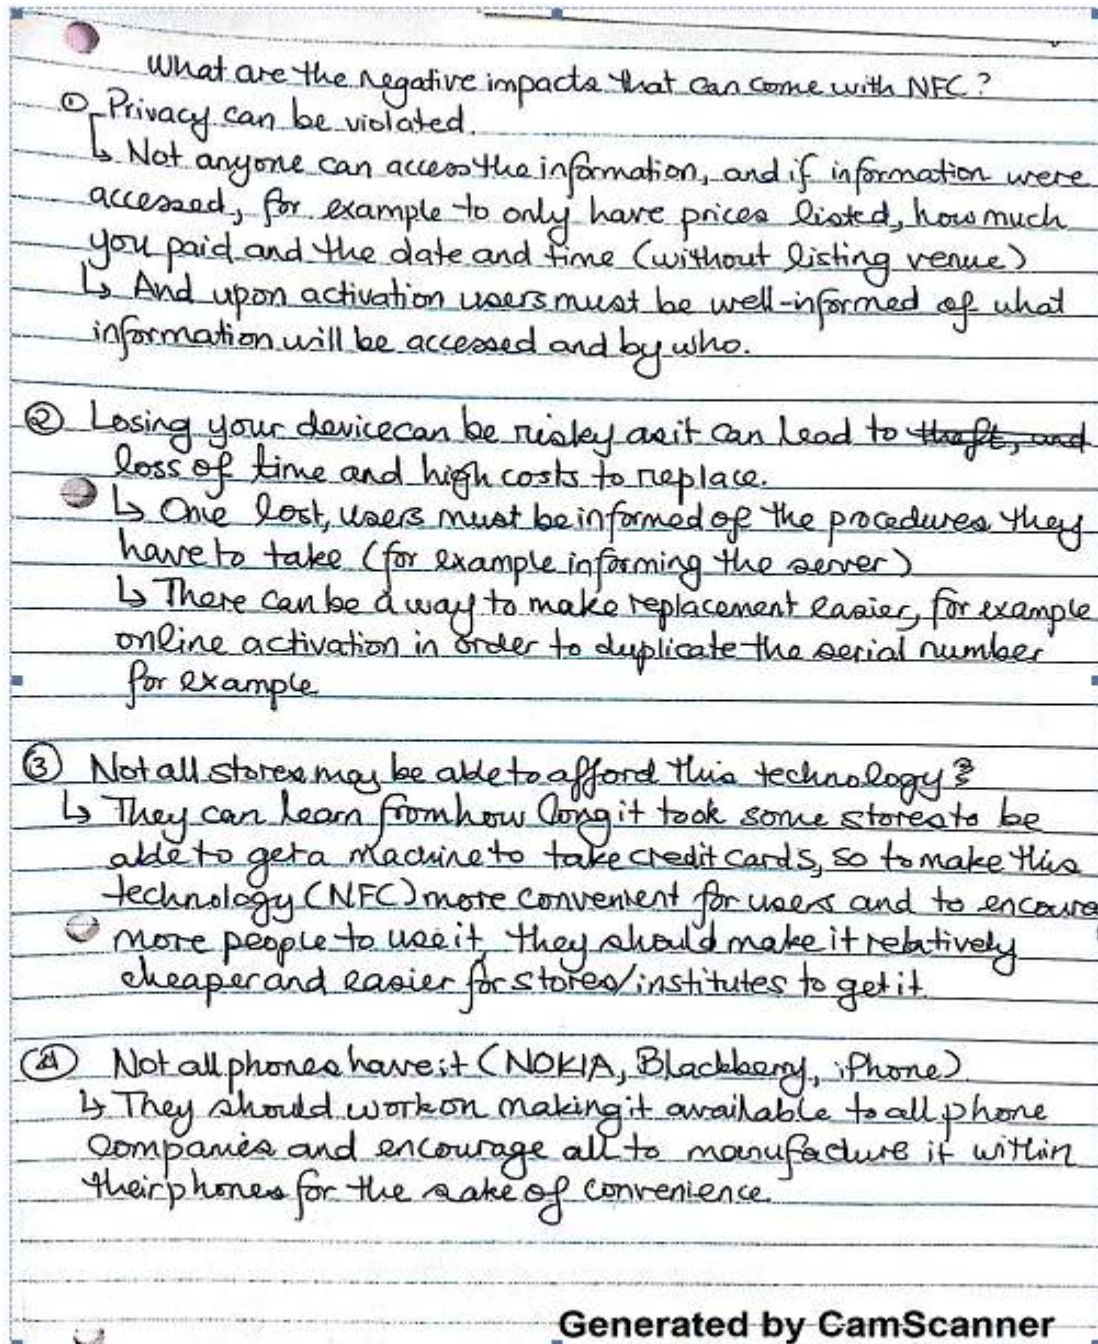 What are the negative impacts that can come with NFC?
① Privacy can be violated.
↳ Not anyone can access the information, and if information were
accessed, for example to only have prices listed, how much
you paid and the date and time (without listing venue)
↳ And upon activation users must be well-informed of what
information will be accessed and by who.
② Losing your device can be risky as it can lead to theft, and
loss of time and high costs to replace.
↳ One lost, users must be informed of the procedures they
have to take (for example informing the server)
↳ There can be a way to make replacement easier, for example
online activation in order to duplicate the serial number
for example
③ Not all stores may be able to afford this technology?
↳ They can learn from how long it took some stores to be
able to get a machine to take credit cards, so to make this
technology (NFC) more convenient for users and to encoura
more people to use it, they should make it relatively
cheaper and easier for stores/institutes to get it.
④ Not all phones have it (NOKIA, Blackberry, iPhone)
↳ They should work on making it available to all phone
companies and encourage all to manufacture it within
their phones for the sake of convenience.
Generated by CamScanner